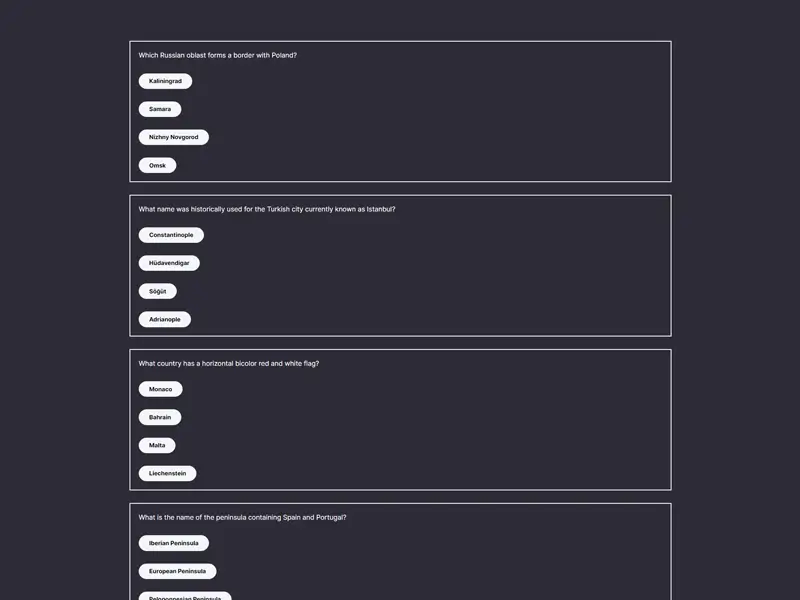 Which Russian oblast forms a border with Poland?
Kaliningrad
Samara
Nizhny Novgorod
Omsk
What name was historically used for the Turkish city currently known as Istanbul?
Constantinople
Hüdavendigar
Söğüt
Adrianople
What country has a horizontal bicolor red and white flag?
Monaco
Bahrain
Malta
Liechenstein
What is the name of the peninsula containing Spain and Portugal?
Iberian Peninsula
European Peninsula
Peloponnesian Peninsula